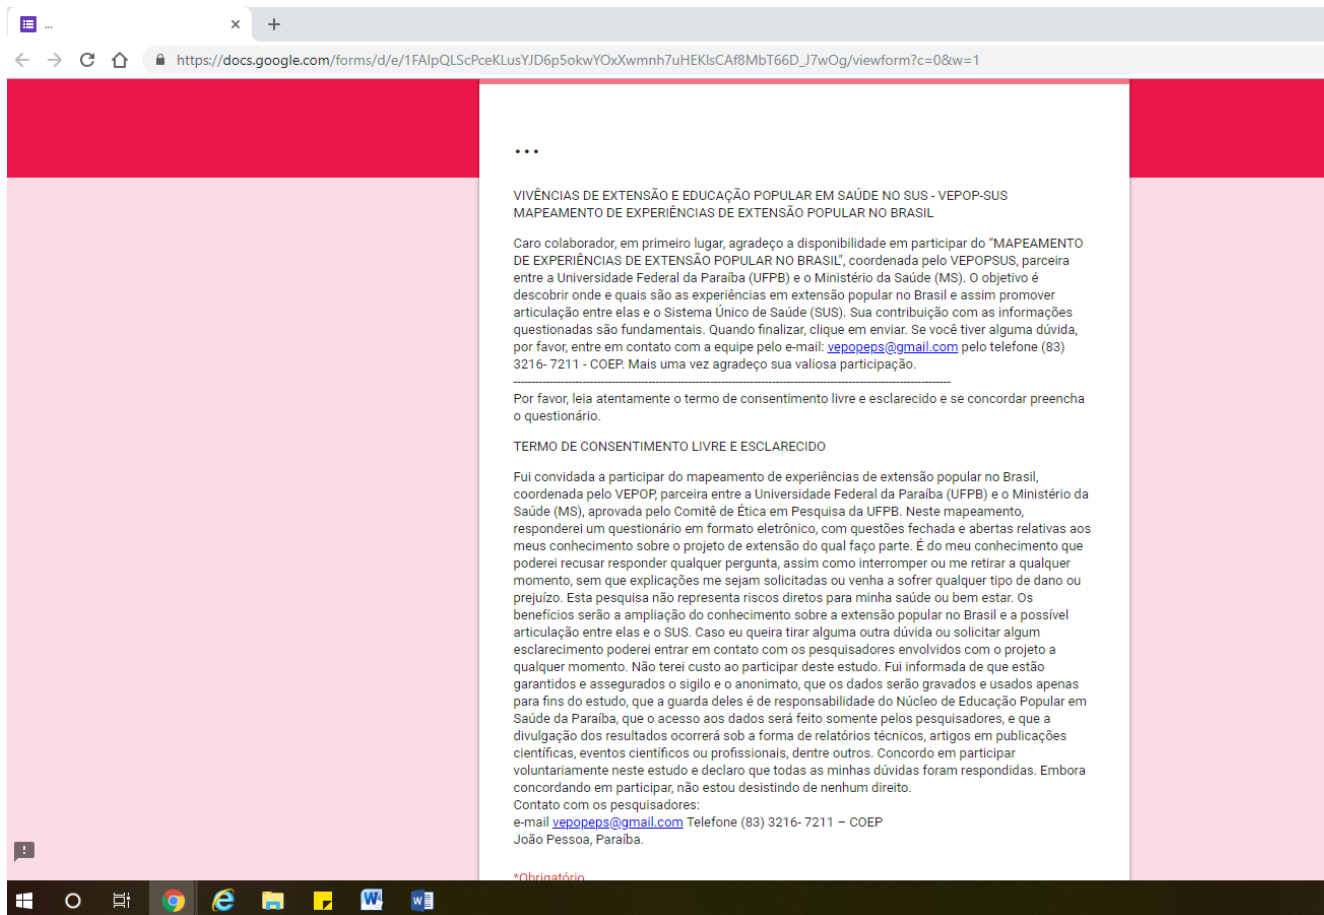 ...
https://docs.google.com/forms/d/e/1FAIpQLScPceKLusYJD6p5okwYOxXwmnh7uHEKlsCAf8MbT66D_J7wOg/viewform?c=0&w=1
...
VIVÊNCIAS DE EXTENSÃO E EDUCAÇÃO POPULAR EM SAÚDE NO SUS - VEPOP-SUS
MAPEAMENTO DE EXPERIÊNCIAS DE EXTENSÃO POPULAR NO BRASIL
Caro colaborador, em primeiro lugar, agradeço a disponibilidade em participar do "MAPEAMENTO
DE EXPERIÊNCIAS DE EXTENSÃO POPULAR NO BRASIL", coordenada pelo VEPOPSUS, parceira
entre a Universidade Federal da Paraíba (UFPB) e o Ministério da Saúde (MS). O objetivo é
descobrir onde e quais são as experiências em extensão popular no Brasil e assim promover
articulação entre elas e o Sistema Único de Saúde (SUS). Sua contribuição com as informações
questionadas são fundamentais. Quando finalizar, clique em enviar. Se você tiver alguma dúvida,
por favor, entre em contato com a equipe pelo e-mail: vepopeps@gmail.com pelo telefone (83)
3216- 7211 - COEP. Mais uma vez agradeço sua valiosa participação.
Por favor, leia atentamente o termo de consentimento livre e esclarecido e se concordar preencha
o questionário.
TERMO DE CONSENTIMENTO LIVRE E ESCLARECIDO
Fui convidada a participar do mapeamento de experiências de extensão popular no Brasil,
coordenada pelo VEPOP, parceira entre a Universidade Federal da Paraíba (UFPB) e o Ministério da
Saúde (MS), aprovada pelo Comitê de Ética em Pesquisa da UFPB. Neste mapeamento,
responderei um questionário em formato eletrônico, com questões fechada e abertas relativas aos
meus conhecimento sobre o projeto de extensão do qual faço parte. É do meu conhecimento que
poderei recusar responder qualquer pergunta, assim como interromper ou me retirar a qualquer
momento, sem que explicações me sejam solicitadas ou venha a sofrer qualquer tipo de dano ou
prejuízo. Esta pesquisa não representa riscos diretos para minha saúde ou bem estar. Os
benefícios serão a ampliação do conhecimento sobre a extensão popular no Brasil e a possível
articulação entre elas e o SUS. Caso eu queira tirar alguma outra dúvida ou solicitar algum
esclarecimento poderei entrar em contato com os pesquisadores envolvidos com o projeto a
qualquer momento. Não terei custo ao participar deste estudo. Fui informada de que estão
garantidos e assegurados o sigilo e o anonimato, que os dados serão gravados e usados apenas
para fins do estudo, que a guarda deles é de responsabilidade do Núcleo de Educação Popular em
Saúde da Paraíba, que o acesso aos dados será feito somente pelos pesquisadores, e que a
divulgação dos resultados ocorrerá sob a forma de relatórios técnicos, artigos em publicações
científicas, eventos científicos ou profissionais, dentre outros. Concordo em participar
voluntariamente neste estudo e declaro que todas as minhas dúvidas foram respondidas. Embora
concordando em participar, não estou desistindo de nenhum direito.
Contato com os pesquisadores:
e-mail vepopeps@gmail.com Telefone (83) 3216- 7211 – COEP
João Pessoa, Paraíba.
*Obrigatório